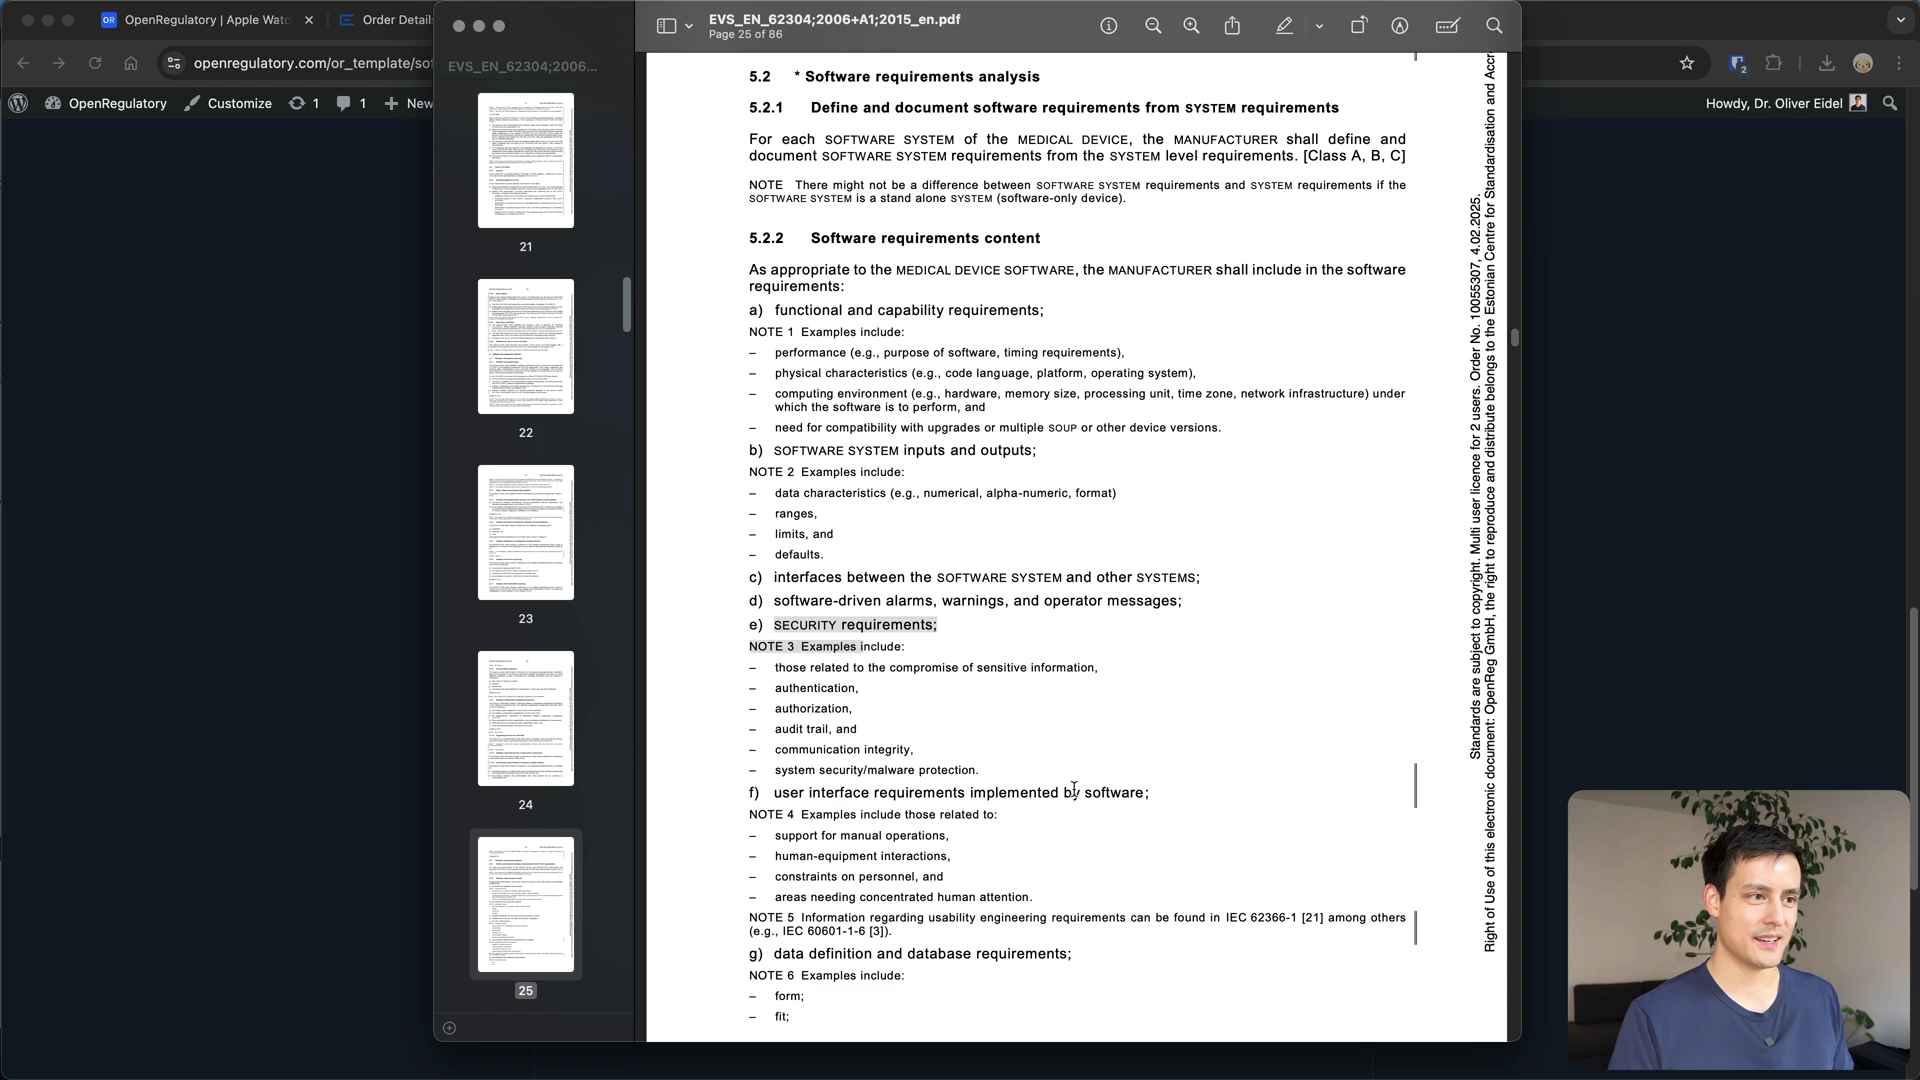 OpenRegulatory | Apple Wat
Order Detail
openregulatory.com/or_template/sof
OpenRegulatory
Customize
1
1
New
Howdy, Dr. Oliver Eidel
2
EVS_EN_62304;2006...
21
22
23
24
25
EVS_EN_62304;2006+A1;2015_en.pdf
Page 25 of 86
5.2 * Software requirements analysis
5.2.1 Define and document software requirements from SYSTEM requirements
For each SOFTWARE SYSTEM of the MEDICAL DEVICE, the MANUFACTURER shall define and
document SOFTWARE SYSTEM requirements from the SYSTEM level requirements. [Class A, B, C]
NOTE There might not be a difference between SOFTWARE SYSTEM requirements and SYSTEM requirements if the
SOFTWARE SYSTEM is a stand alone SYSTEM (software-only device).
5.2.2 Software requirements content
As appropriate to the MEDICAL DEVICE SOFTWARE, the MANUFACTURER shall include in the software
requirements:
a) functional and capability requirements;
NOTE 1 Examples include:
– performance (e.g., purpose of software, timing requirements),
– physical characteristics (e.g., code language, platform, operating system),
– computing environment (e.g., hardware, memory size, processing unit, time zone, network infrastructure) under
which the software is to perform, and
– need for compatibility with upgrades or multiple SOUP or other device versions.
b) SOFTWARE SYSTEM inputs and outputs;
NOTE 2 Examples include:
– data characteristics (e.g., numerical, alpha-numeric, format)
– ranges,
– limits, and
– defaults.
c) interfaces between the SOFTWARE SYSTEM and other SYSTEMS;
d) software-driven alarms, warnings, and operator messages;
e) SECURITY requirements;
NOTE 3 Examples include:
– those related to the compromise of sensitive information,
– authentication,
– authorization,
– audit trail, and
– communication integrity,
– system security/malware protection.
f) user interface requirements implemented by software;
NOTE 4 Examples include those related to:
– support for manual operations,
– human-equipment interactions,
– constraints on personnel, and
– areas needing concentrated human attention.
NOTE 5 Information regarding usability engineering requirements can be found in IEC 62366-1 [21] among others
(e.g., IEC 60601-1-6 [3]).
g) data definition and database requirements;
NOTE 6 Examples include:
– form;
– fit;
Standards are subject to copyright. Multi user licence for 2 users. Order No. 10055307, 4.02.2025.
Right of Use of this electronic document: OpenReg GmbH, the right to reproduce and distribute belongs to the Estonian Centre for Standardisation and Accr